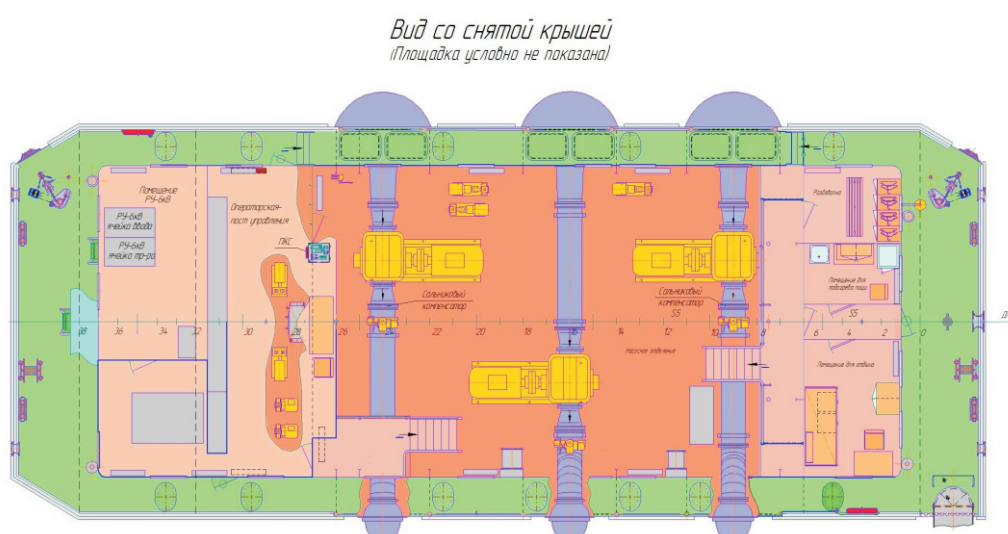 Вид со снятой крышей
(Площадка условно не показана)
Помещение
РУ-6кВ
РУ-6кВ
ячейка ввода
РУ-6кВ
ячейка тр-ра
Операторская-
пост управления
ПКС
Сальниковый
компенсатор
Сальниковый
компенсатор
S5
Насосное отделение
Раздевалка
Помещение для
подогрева пищи
S5
Помещение для отдыха
38 36 34 32 30 28 26 24 22 20 18 16 14 12 10 8 6 4 2 0